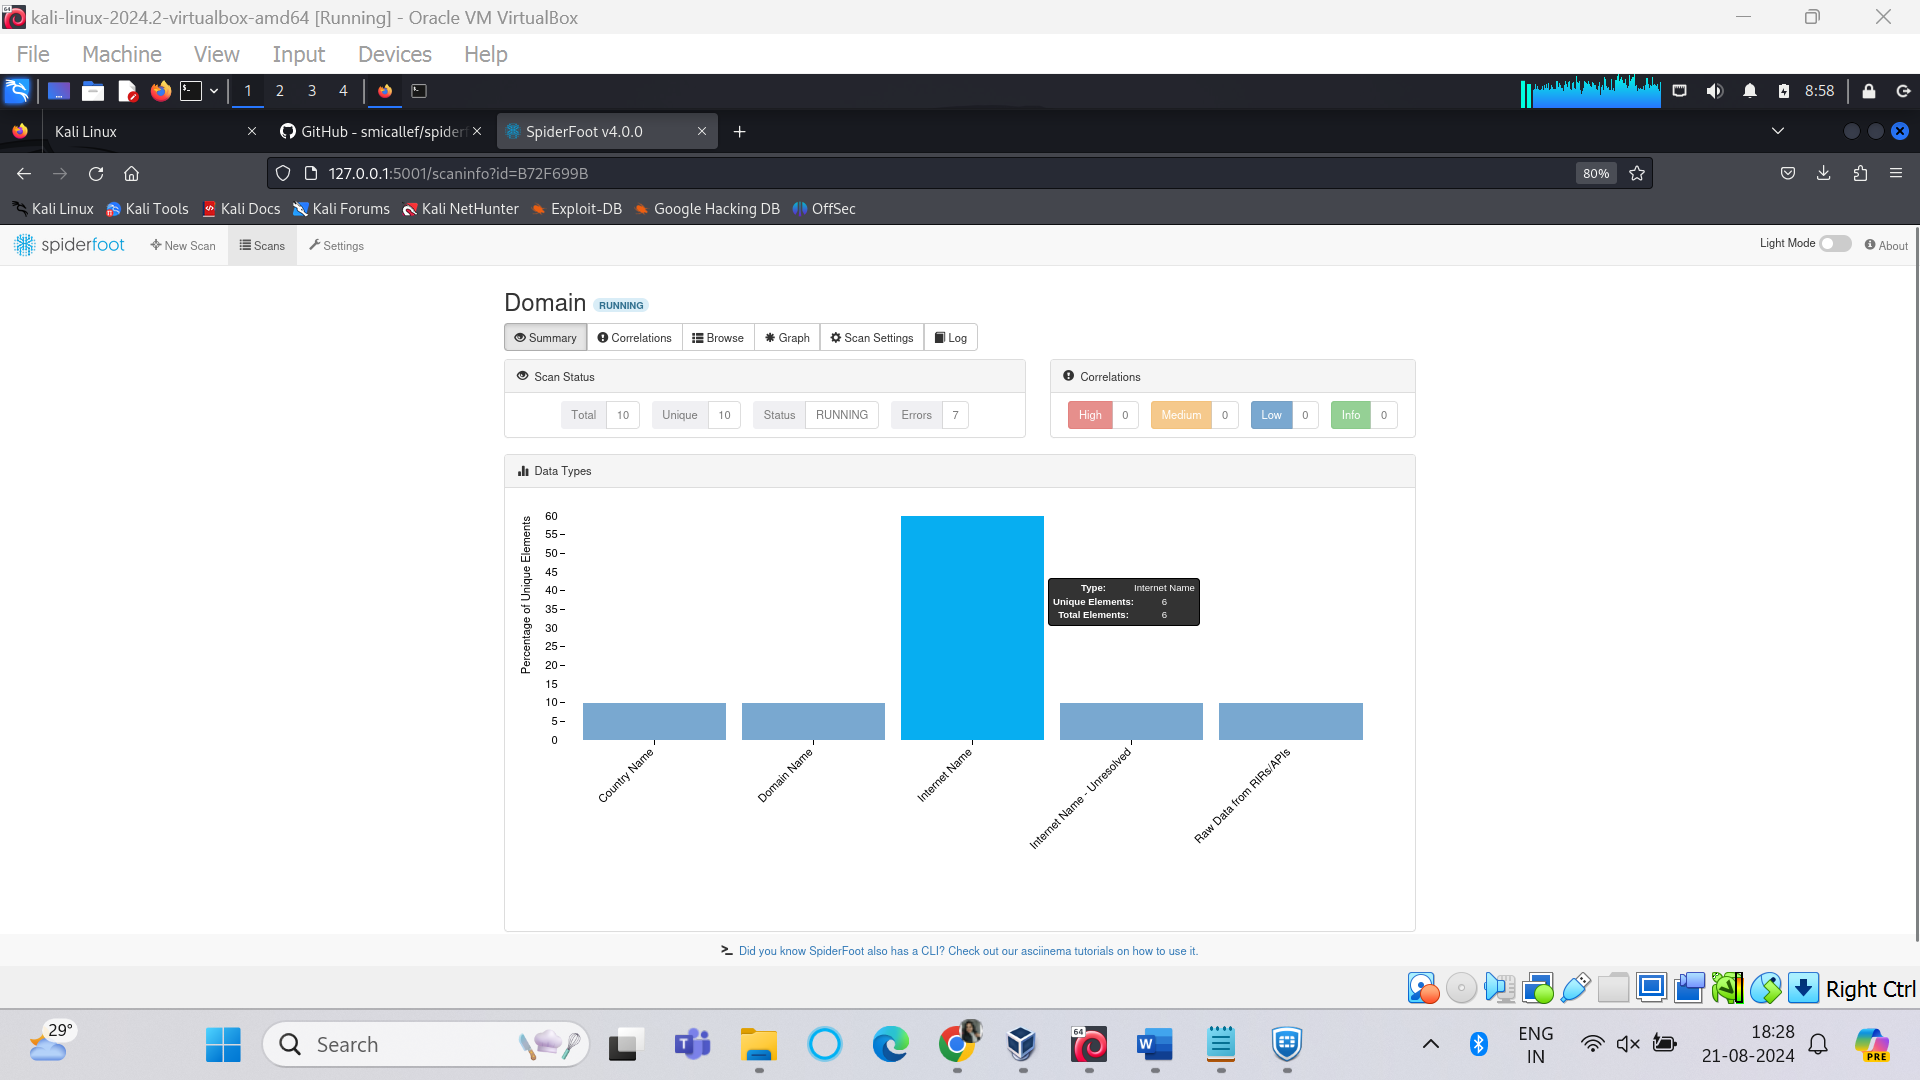 kali-linux-2024.2-virtualbox-amd64 [Running] - Oracle VM VirtualBox
File Machine View Input Devices Help
1 2 3 4 8:58
Kali Linux GitHub - smicallef/spider SpiderFoot v4.0.0
127.0.0.1:5001/scaninfo?id=B72F699B 80%
Kali Linux Kali Tools Kali Docs Kali Forums Kali NetHunter Exploit-DB Google Hacking DB OffSec
spiderfoot New Scan Scans Settings Light Mode About
Domain RUNNING
Summary Correlations Browse Graph Scan Settings Log
Scan Status
Total 10 Unique 10 Status RUNNING Errors 7
Correlations
High 0 Medium 0 Low 0 Info 0
Data Types
Percentage of Unique Elements
60
55
50
45
40
35
30
25
20
15
10
5
0
Type: Internet Name
Unique Elements: 6
Total Elements: 6
Country Name
Domain Name
Internet Name
Internet Name - Unresolved
Raw Data from RIRs/APIs
Did you know SpiderFoot also has a CLI? Check out our asciinema tutorials on how to use it.
Right Ctrl
29°
Search
64
ENG
IN
18:28
21-08-2024
PRE